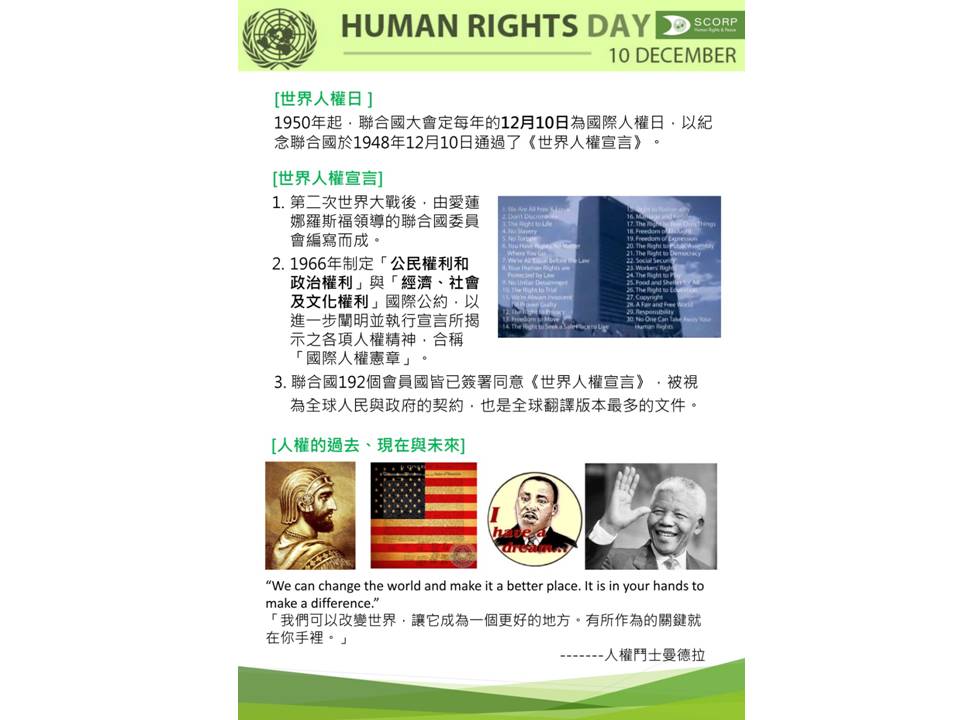 HUMAN RIGHTS DAY
SCORP
Human Rights & Peace
10 DECEMBER
[世界人權日 ]
1950年起，聯合國大會定每年的12月10日為國際人權日，以紀
念聯合國於1948年12月10日通過了《世界人權宣言》。
[世界人權宣言]
1. 第二次世界大戰後，由愛蓮
娜羅斯福領導的聯合國委員
會編寫而成。
2. 1966年制定「公民權利和
政治權利」與「經濟、社會
及文化權利」國際公約，以
進一步闡明並執行宣言所揭
示之各項人權精神，合稱
「國際人權憲章」。
1. We Are All Free & Equal
2. Don't Discriminate
3. The Right to Life
4. No Slavery
5. No Torture
6. You Have Rights No Matter
Where You Go
7. We're All Equal Before the Law
8. Your Human Rights are
Protected by Law
9. No Unfair Detainment
10. The Right to Trial
11. We're Always Innocent
Till Proven Guilty
12. The Right to Privacy
13. Freedom to Move
14. The Right to Seek a Safe Place to Live
15. Right to Nationality
16. Marriage and Family
17. The Right to Your Own Things
18. Freedom of Thought
19. Freedom of Expression
20. The Right to Public Assembly
21. The Right to Democracy
22. Social Security
23. Workers' Rights
24. The Right to Play
25. Food and Shelter for All
26. The Right to Education
27. Copyright
28. A Fair and Free World
29. Responsibility
30. No One Can Take Away Your
Human Rights
3. 聯合國192個會員國皆已簽署同意《世界人權宣言》，被視
為全球人民與政府的契約，也是全球翻譯版本最多的文件。
[人權的過去、現在與未來]
I
have a
dream...
“We can change the world and make it a better place. It is in your hands to
make a difference.”
「我們可以改變世界，讓它成為一個更好的地方。有所作為的關鍵就
在你手裡。」
-------人權鬥士曼德拉